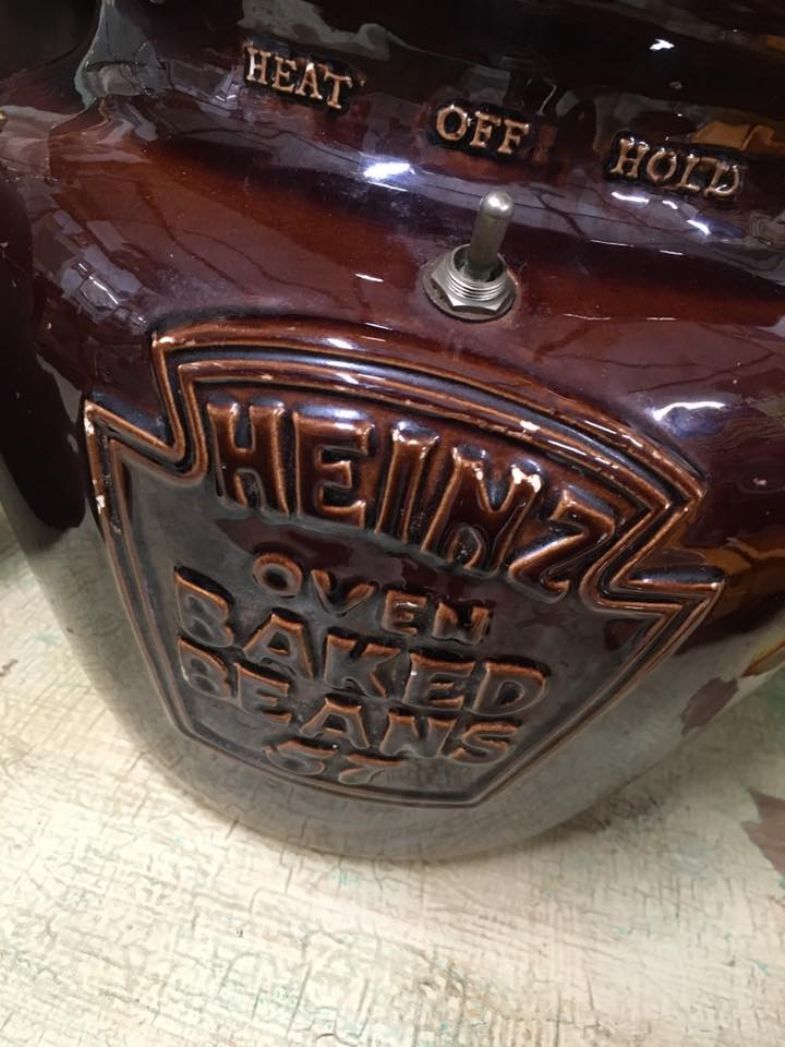 HEAT OFF HOLD
HEINZ
OVEN
BAKED
BEANS
57